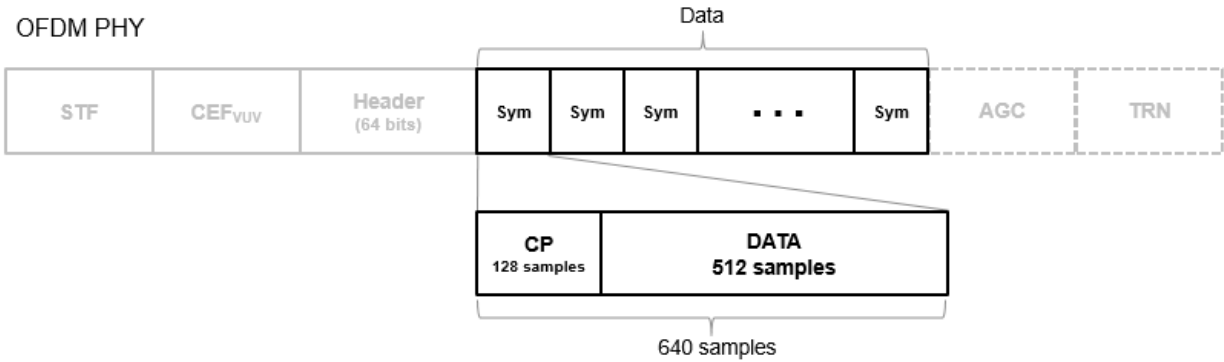 OFDM PHY
Data
STF
CEFVUV
Header
(64 bits)
Sym
Sym
Sym
...
Sym
AGC
TRN
CP
128 samples
DATA
512 samples
640 samples